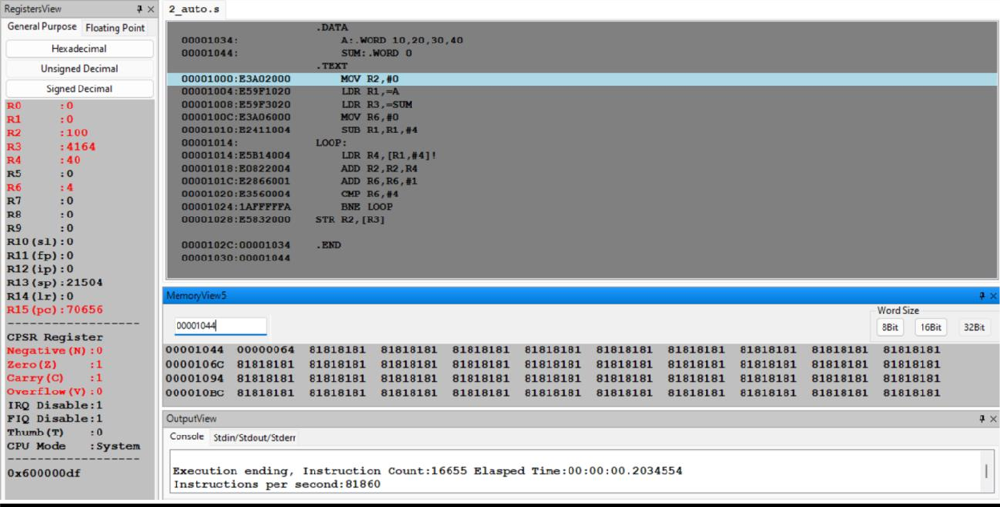 RegistersView
General Purpose Floating Point
Hexadecimal
Unsigned Decimal
Signed Decimal
R0 :0
R1 :0
R2 :100
R3 :4164
R4 :40
R5 :0
R6 :4
R7 :0
R8 :0
R9 :0
R10(sl):0
R11(fp):0
R12(ip):0
R13(sp):21504
R14(lr):0
R15(pc):70656
-------------------
CPSR Register
Negative(N):0
Zero(Z) :1
Carry(C) :1
Overflow(V):0
IRQ Disable:1
FIQ Disable:1
Thumb(T) :0
CPU Mode :System
-------------------
0x600000df
2_auto.s
.DATA
00001034: A:.WORD 10,20,30,40
00001044: SUM:.WORD 0
.TEXT
00001000:E3A02000 MOV R2,#0
00001004:E59F1020 LDR R1,=A
00001008:E59F3020 LDR R3,=SUM
0000100C:E3A06000 MOV R6,#0
00001010:E2411004 SUB R1,R1,#4
00001014: LOOP:
00001014:E5B14004 LDR R4,[R1,#4]!
00001018:E0822004 ADD R2,R2,R4
0000101C:E2866001 ADD R6,R6,#1
00001020:E3560004 CMP R6,#4
00001024:1AFFFFFA BNE LOOP
00001028:E5832000 STR R2,[R3]
0000102C:00001034 .END
00001030:00001044
MemoryView5
00001044
Word Size
8Bit 16Bit 32Bit
00001044 00000064 81818181 81818181 81818181 81818181 81818181 81818181 81818181 81818181 81818181
0000106C 81818181 81818181 81818181 81818181 81818181 81818181 81818181 81818181 81818181 81818181
00001094 81818181 81818181 81818181 81818181 81818181 81818181 81818181 81818181 81818181 81818181
000010BC 81818181 81818181 81818181 81818181 81818181 81818181 81818181 81818181 81818181 81818181
OutputView
Console Stdin/Stdout/Stderr
Execution ending, Instruction Count:16655 Elasped Time:00:00:00.2034554
Instructions per second:81860